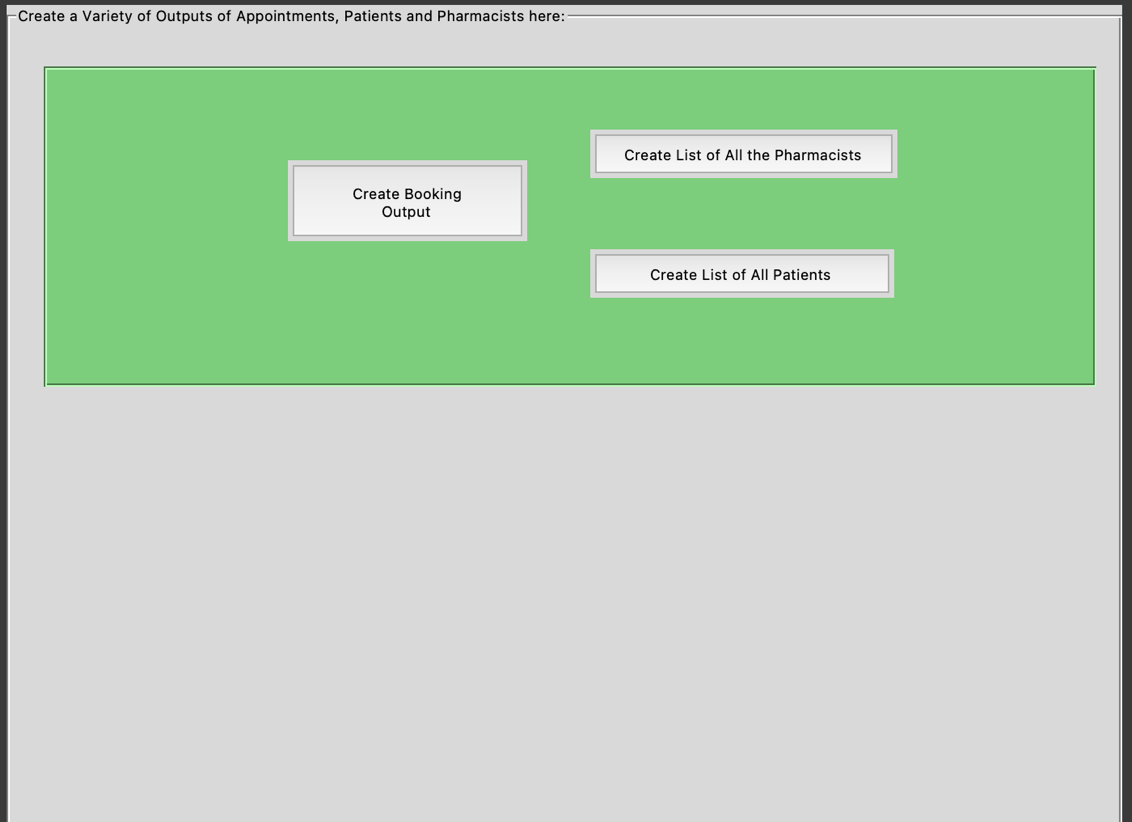 Create a Variety of Outputs of Appointments, Patients and Pharmacists here:
Create Booking
Output
Create List of All the Pharmacists
Create List of All Patients